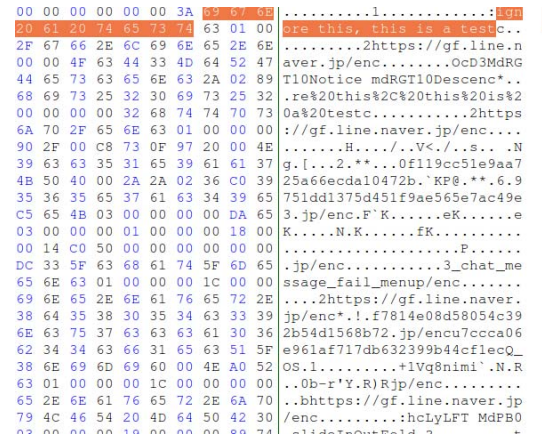 00 00 00 00 00 3A 69 67 6E ..........1..........:ign
20 61 20 74 65 73 74 63 01 00 ore this, this is a testc..
2F 67 66 2E 6C 69 6E 65 2E 6E .........2https://gf.line.n
00 00 4F 63 44 33 4D 64 52 47 aver.jp/enc........OcD3MdRG
44 65 73 63 65 6E 63 2A 02 89 T10Notice mdRGT10Descenc*..
68 69 73 25 32 30 69 73 25 32 .re%20this%2C%20this%20is%2
00 00 00 00 32 68 74 74 70 73 0a%20testc...........2https
6A 70 2F 65 6E 63 01 00 00 00 ://gf.line.naver.jp/enc....
90 2F 00 C8 73 0F 97 20 00 4E .......H..../..V<./..s.. .N
39 63 63 35 31 65 39 61 61 37 g.[...2.**...0f119cc51e9aa7
4B 50 40 00 2A 2A 02 36 C0 39 25a66ecda10472b.`KP@.**.6.9
35 36 35 65 37 61 63 34 39 65 751dd1375d451f9ae565e7ac49e
C5 65 4B 03 00 00 00 00 DA 65 3.jp/enc.F`K......eK......e
03 00 00 00 01 00 00 00 18 00 K.....N.K......fK..........
00 14 C0 50 00 00 00 00 00 00 ....................P......
DC 33 5F 63 68 61 74 5F 6D 65 .jp/enc..........3_chat_me
65 6E 63 01 00 00 00 1C 00 00 ssage_fail_menup/enc.......
69 6E 65 2E 6E 61 76 65 72 2E ....2https://gf.line.naver.
38 64 35 38 30 35 34 63 33 39 jp/enc*.!.f7814e08d58054c39
6E 63 75 37 63 63 63 61 30 36 2b54d1568b72.jp/encu7ccca06
62 34 34 63 66 31 65 63 51 5F e961af717db632399b44cf1ecQ_
38 6E 69 6D 69 60 00 4E A0 52 OS.1.........+1Vq8nimi`.N.R
63 01 00 00 00 1C 00 00 00 00 ..0b-r'Y.R)Rjp/enc.........
65 2E 6E 61 76 65 72 2E 6A 70 ..bhttps://gf.line.naver.jp
79 4C 46 54 20 4D 64 50 42 30 /enc.........:hcLyLFT MdPB0